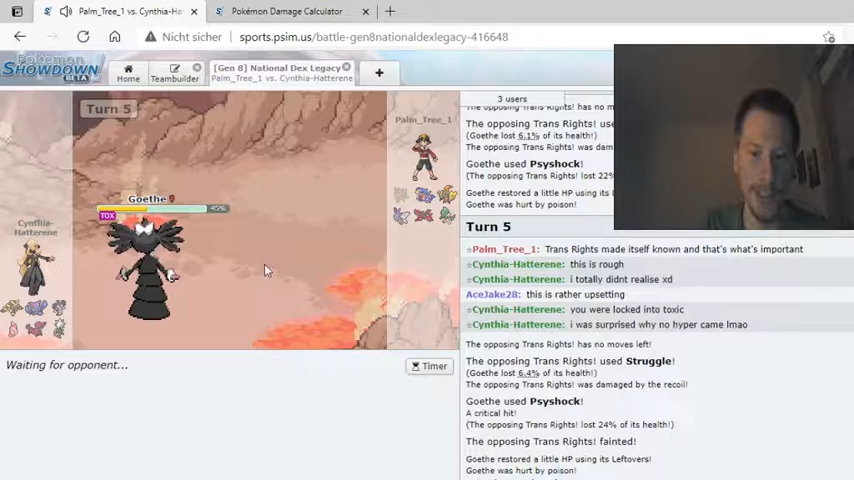 Palm_Tree_1 vs. Cynthia-Ha
Pokémon Damage Calculator
Nicht sicher
sports.psim.us/battle-gen8nationaldexlegacy-416648
Pokémon
SHOWDOWN
BETA
Home
Teambuilder
[Gen 8] National Dex Legacy
Palm_Tree_1 vs. Cynthia-Hatterene
Turn 5
Palm_Tree_1
Goethe
45%
TOX
Cynthia-
Hatterene
Waiting for opponent...
Timer
3 users
The opposing Trans Rights! has no m
The opposing Trans Rights! use
(Goethe lost 6.1% of its health!)
The opposing Trans Rights! was dam
Goethe used Psyshock!
(The opposing Trans Rights! lost 22%
Goethe restored a little HP using its L
Goethe was hurt by poison!
Turn 5
☆Palm_Tree_1: Trans Rights made itself known and that's what's important
☆Cynthia-Hatterene: this is rough
☆Cynthia-Hatterene: i totally didnt realise xd
AceJake28: this is rather upsetting
☆Cynthia-Hatterene: you were locked into toxic
☆Cynthia-Hatterene: i was surprised why no hyper came lmao
The opposing Trans Rights! has no moves left!
The opposing Trans Rights! used Struggle!
(Goethe lost 6.4% of its health!)
The opposing Trans Rights! was damaged by the recoil!
Goethe used Psyshock!
A critical hit!
(The opposing Trans Rights! lost 24% of its health!)
The opposing Trans Rights! fainted!
Goethe restored a little HP using its Leftovers!
Goethe was hurt by poison!